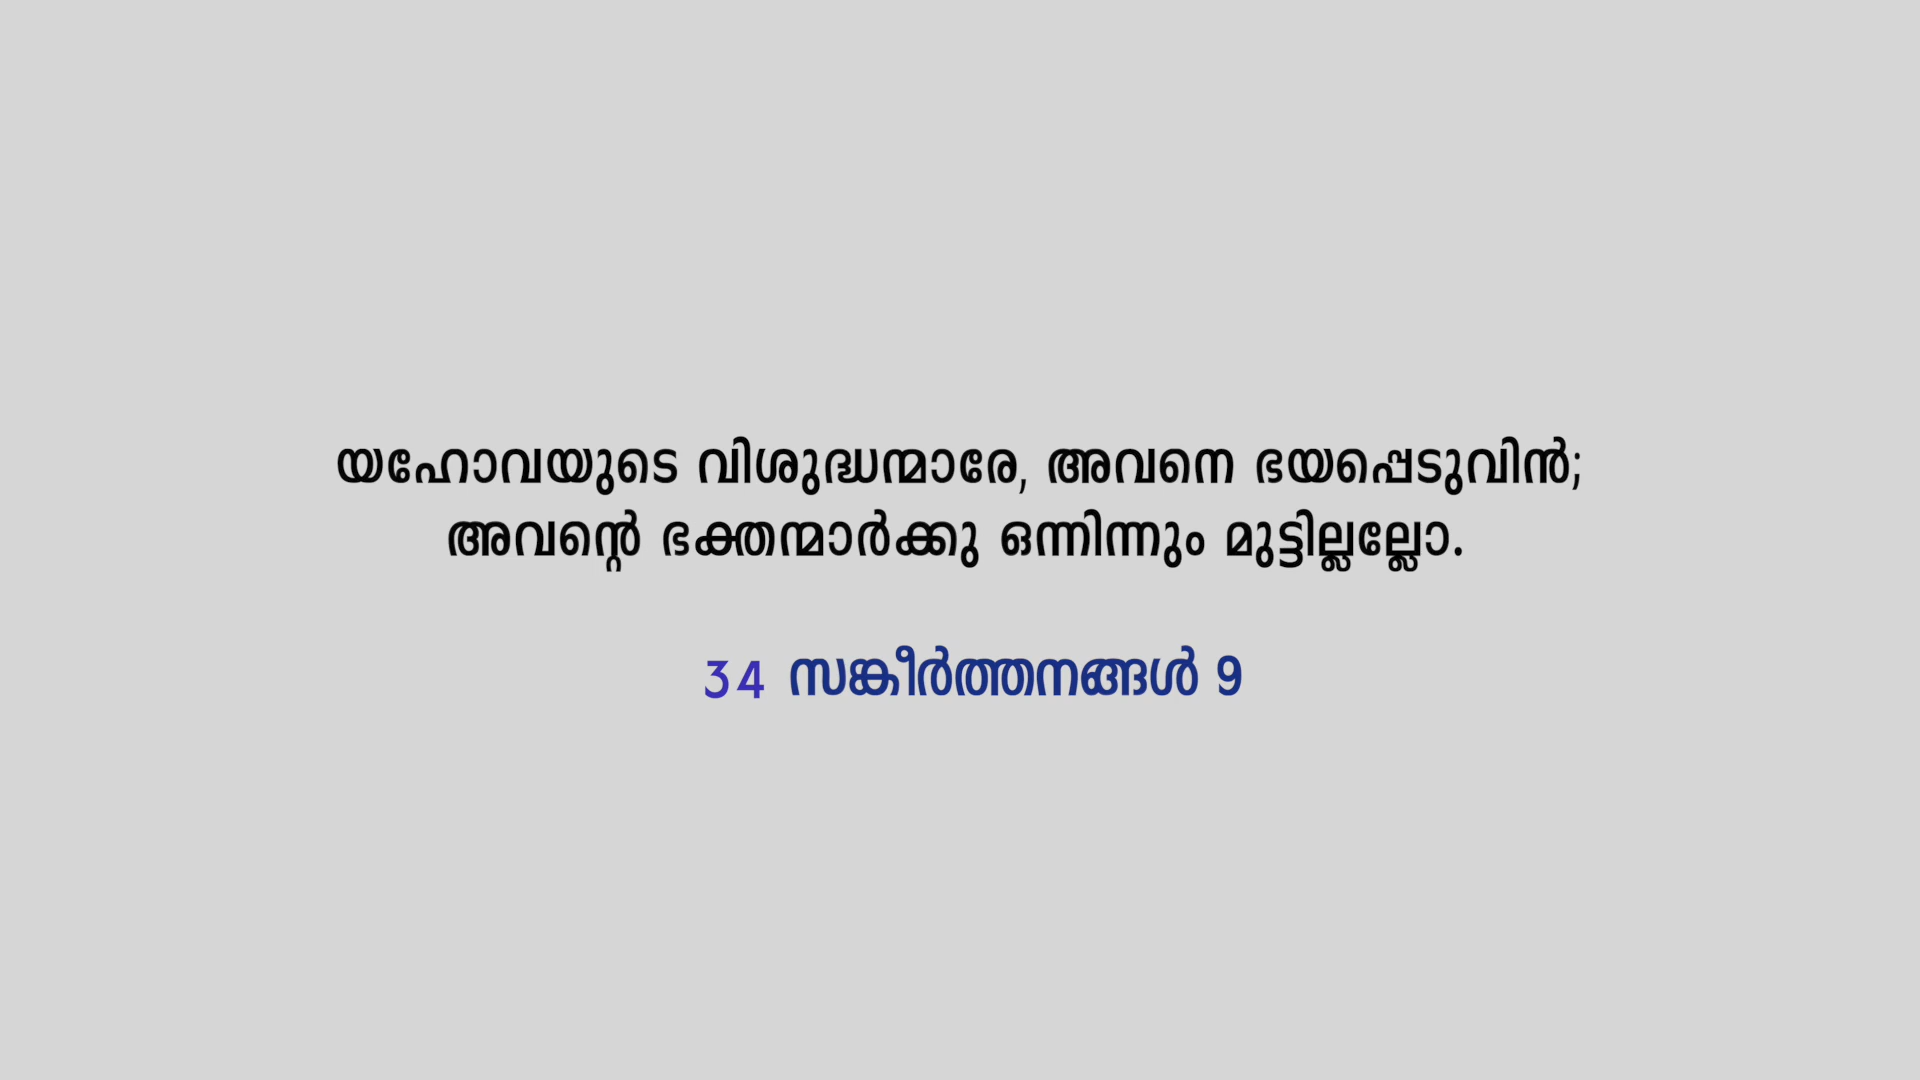 യഹോവയുടെ വിശുദ്ധന്മാരേ, അവനെ ഭയപ്പെടുവിൻ;
അവന്റെ ഭക്തന്മാർക്കു ഒന്നിന്നും മുട്ടില്ലല്ലോ.
34 സങ്കീർത്തനങ്ങൾ 9